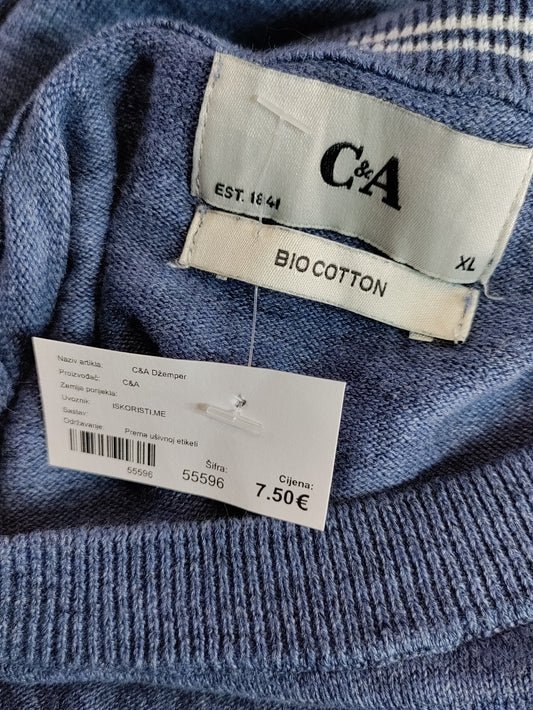 C&A
EST. 1841
XL
BIO COTTON
Naziv artikla: C&A Džemper
Proizvođač: C&A
Zemlja porijekla:
Uvoznik: ISKORISTI.ME
Sastav:
Održavanje: Prema ušivnoj etiketi
55596
Šifra:
55596
Cijena:
7.50€